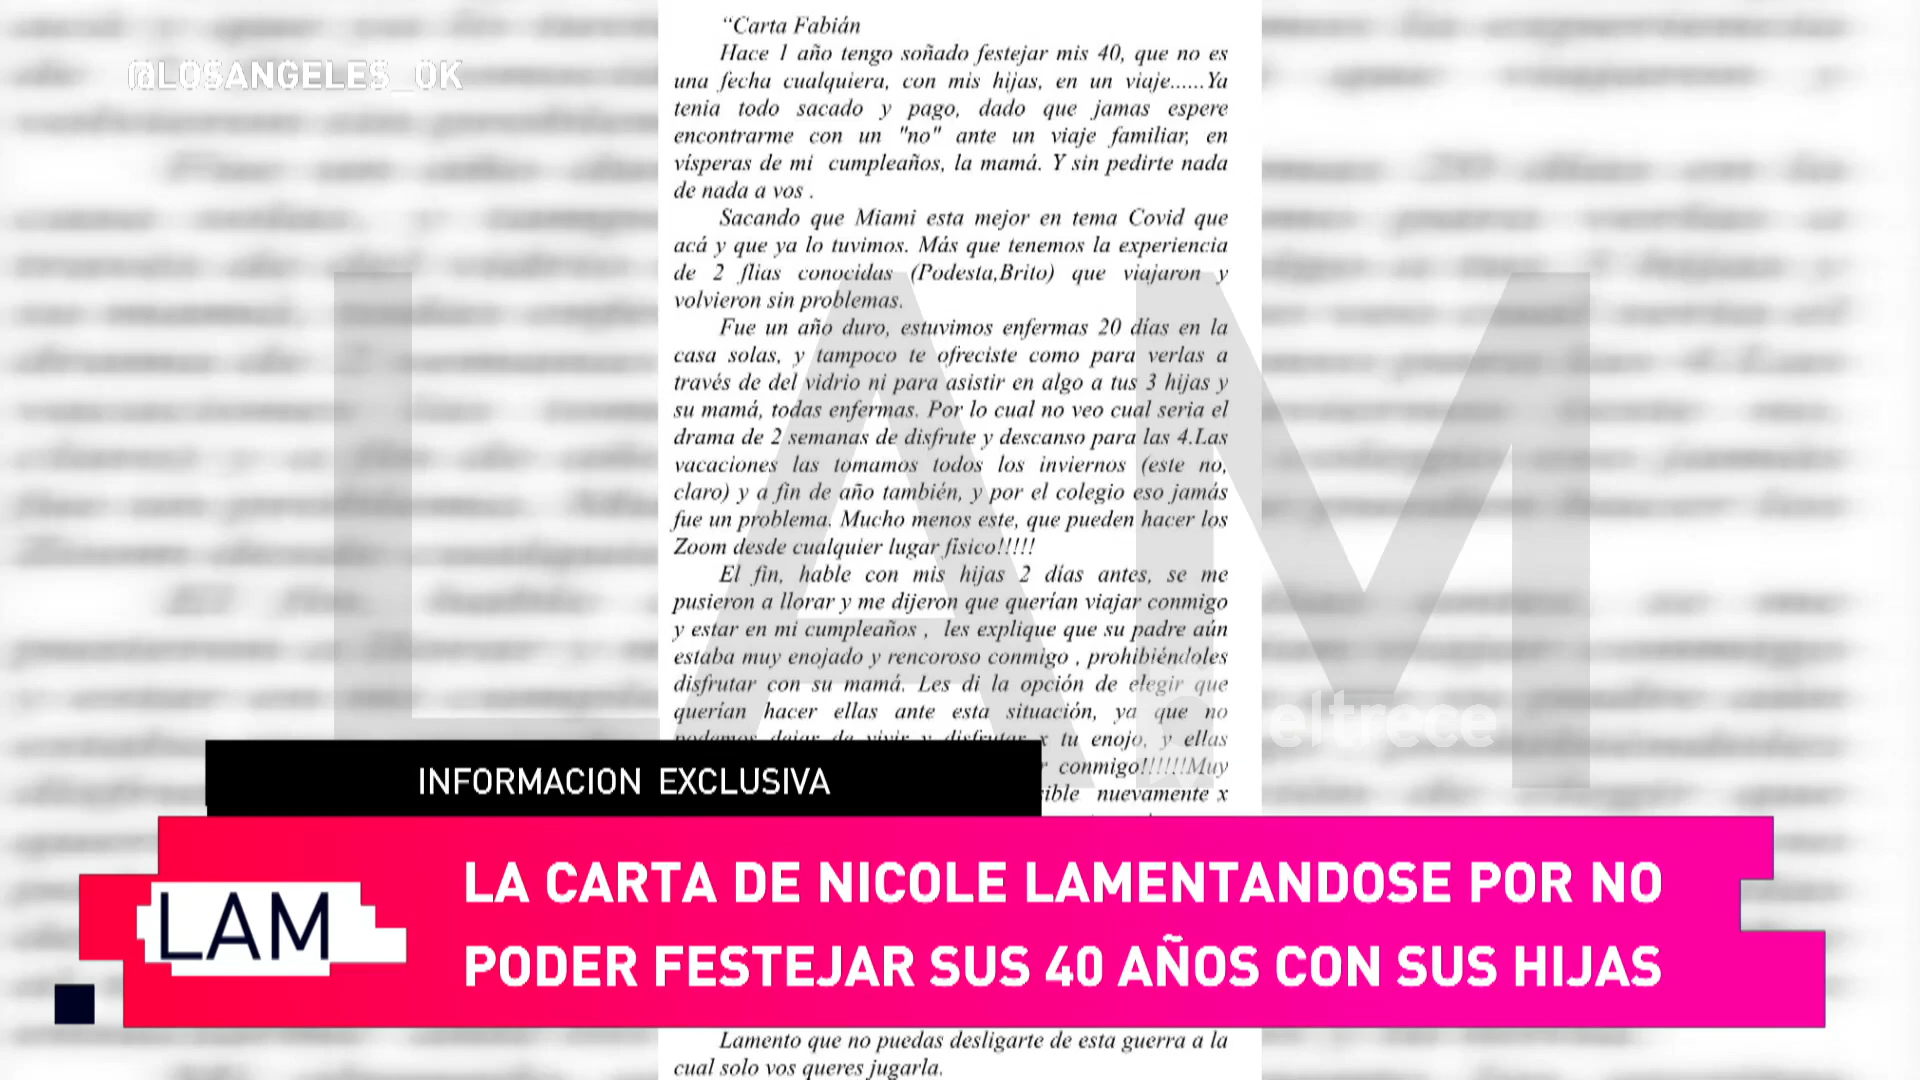 @LOSANGELES_OK
“Carta Fabián
Hace 1 año tengo soñado festejar mis 40, que no es
una fecha cualquiera, con mis hijas, en un viaje......Ya
tenia todo sacado y pago, dado que jamas espere
encontrarme con un "no" ante un viaje familiar, en
vísperas de mi cumpleaños, la mamá. Y sin pedirte nada
de nada a vos .
Sacando que Miami esta mejor en tema Covid que
acá y que ya lo tuvimos. Más que tenemos la experiencia
de 2 flias conocidas (Podesta,Brito) que viajaron y
volvieron sin problemas.
Fue un año duro, estuvimos enfermas 20 días en la
casa solas, y tampoco te ofreciste como para verlas a
través de del vidrio ni para asistir en algo a tus 3 hijas y
su mamá, todas enfermas. Por lo cual no veo cual seria el
drama de 2 semanas de disfrute y descanso para las 4.Las
vacaciones las tomamos todos los inviernos (este no,
claro) y a fin de año también, y por el colegio eso jamás
fue un problema. Mucho menos este, que pueden hacer los
Zoom desde cualquier lugar físico!!!!!
El fin, hable con mis hijas 2 días antes, se me
pusieron a llorar y me dijeron que querían viajar conmigo
y estar en mi cumpleaños , les explique que su padre aún
estaba muy enojado y rencoroso conmigo , prohibiéndoles
disfrutar con su mamá. Les di la opción de elegir que
querían hacer ellas ante esta situación, ya que no
podemos dejar de vivir y disfrutar x tu enojo, y ellas
conmigo!!!!!!Muy
nuevamente x
LAM
eltrece
INFORMACION EXCLUSIVA
LAM
LA CARTA DE NICOLE LAMENTANDOSE POR NO
PODER FESTEJAR SUS 40 AÑOS CON SUS HIJAS
Lamento que no puedas desligarte de esta guerra a la
cual solo vos queres jugarla.